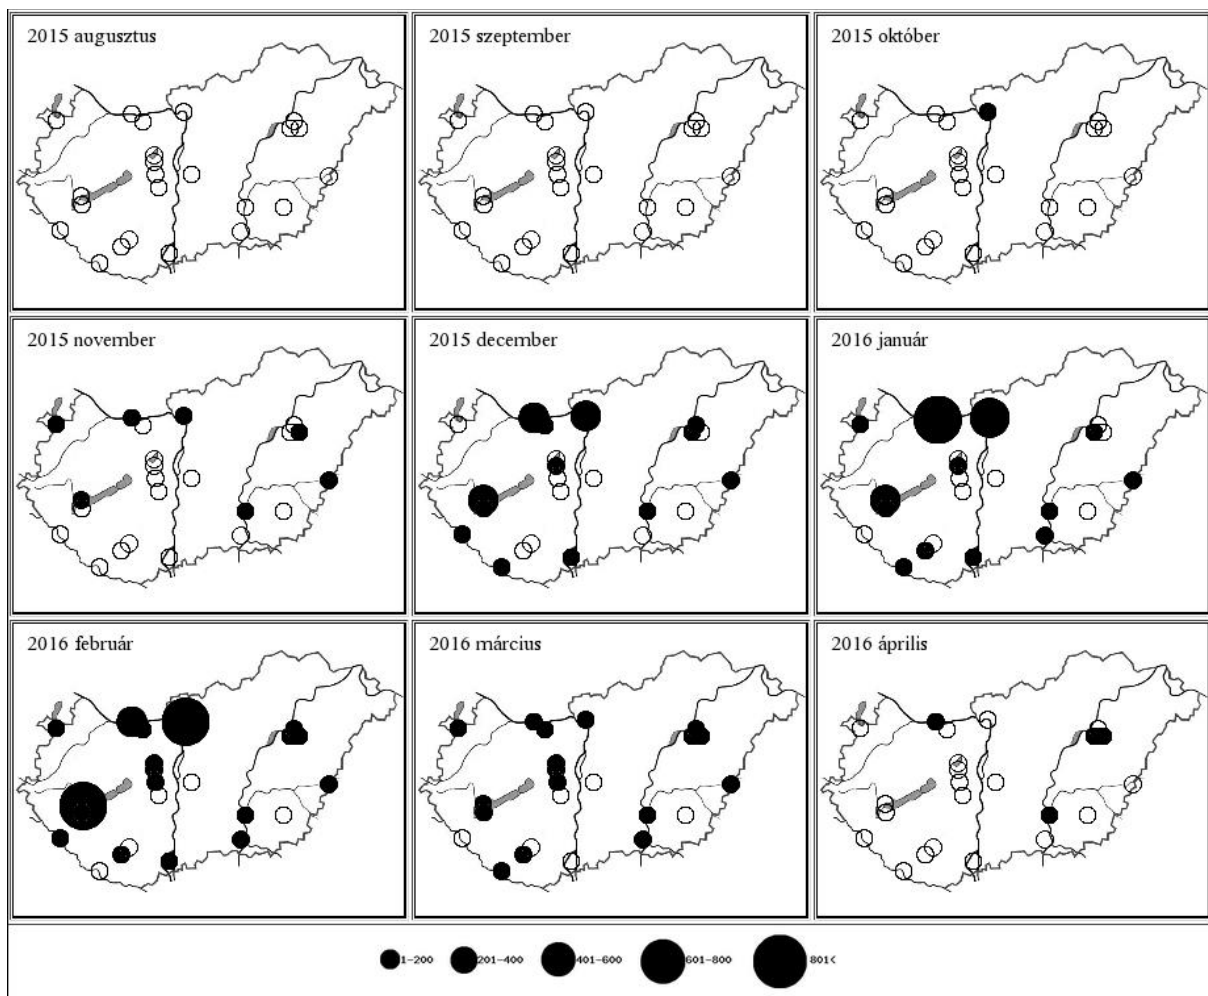 2015 augusztus
2015 szeptember
2015 október
2015 november
2015 december
2016 január
2016 február
2016 március
2016 április
1-200
201-400
401-600
601-800
801<